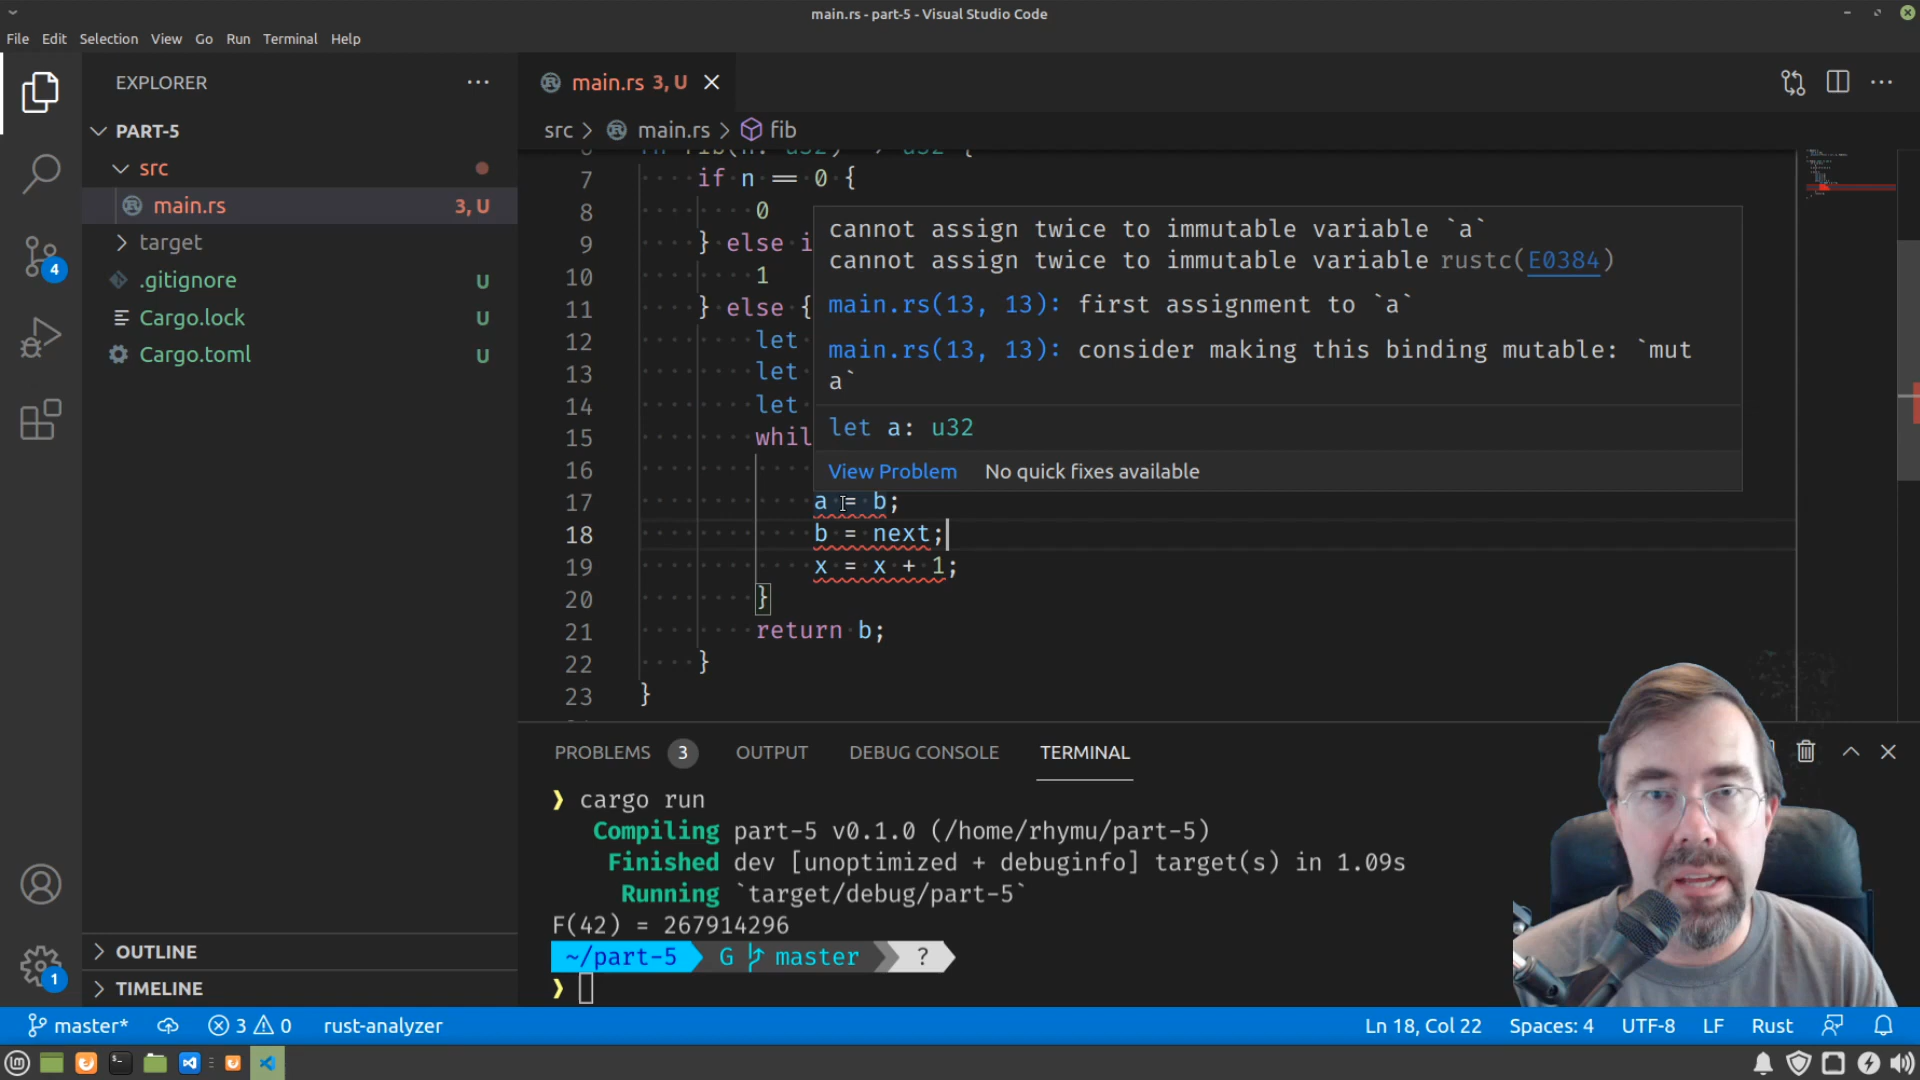 main.rs - part-5 - Visual Studio Code
File Edit Selection View Go Run Terminal Help
EXPLORER
PART-5
src
main.rs 3, U
target
.gitignore U
Cargo.lock U
Cargo.toml U
OUTLINE
TIMELINE
4
1
main.rs 3, U
src > main.rs > fib
7 if n == 0 {
8 0
9 } else i
10 1
11 } else {
12 let
13 let
14 let
15 whil
16
17 a = b;
18 b = next;
19 x = x + 1;
20 }
21 return b;
22 }
23 }
cannot assign twice to immutable variable `a`
cannot assign twice to immutable variable rustc(E0384)
main.rs(13, 13): first assignment to `a`
main.rs(13, 13): consider making this binding mutable: `mut
a`
let a: u32
View Problem No quick fixes available
PROBLEMS 3 OUTPUT DEBUG CONSOLE TERMINAL
❯ cargo run
Compiling part-5 v0.1.0 (/home/rhymu/part-5)
Finished dev [unoptimized + debuginfo] target(s) in 1.09s
Running `target/debug/part-5`
F(42) = 267914296
~/part-5 G master ?
❯
master* 3 0 rust-analyzer Ln 18, Col 22 Spaces: 4 UTF-8 LF Rust